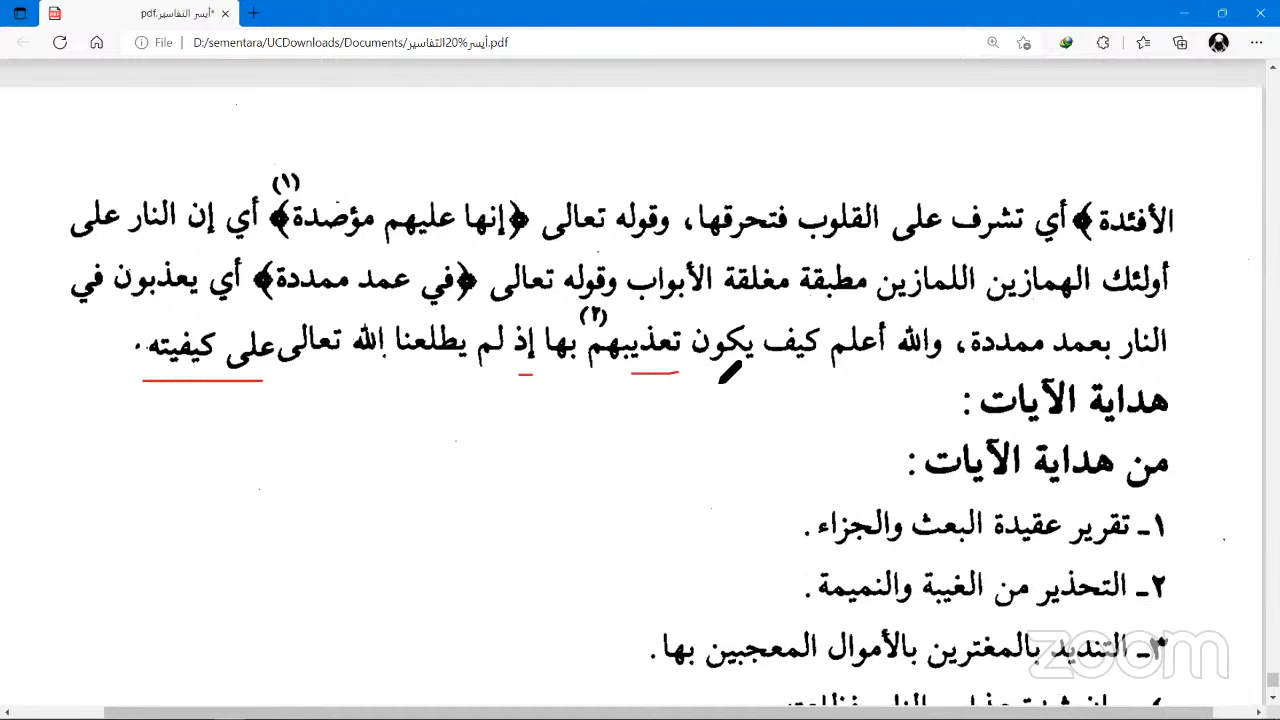 أيسر التفاسير.pdf*
File
D:/sementara/UCDownloads/Documents/أيسر%20التفاسير.pdf
(١)
الأفئدة﴾ أي تشرف على القلوب فتحرقها، وقوله تعالى ﴿إنها عليهم مؤصدة﴾ أي إن النار على
أولئك الهمازين اللمازين مطبقة مغلقة الأبواب وقوله تعالى ﴿في عمد ممددة﴾ أي يعذبون في
(٢)
النار بعمد ممددة، والله أعلم كيف يكون تعذيبهم بها إذ لم يطلعنا الله تعالى على كيفيته.
هداية الآيات :
من هداية الآيات :
١ـ تقرير عقيدة البعث والجزاء .
٢ـ التحذير من الغيبة والنميمة .
٣ـ التنديد بالمغترين بالأموال المعجبين بها .
zoom